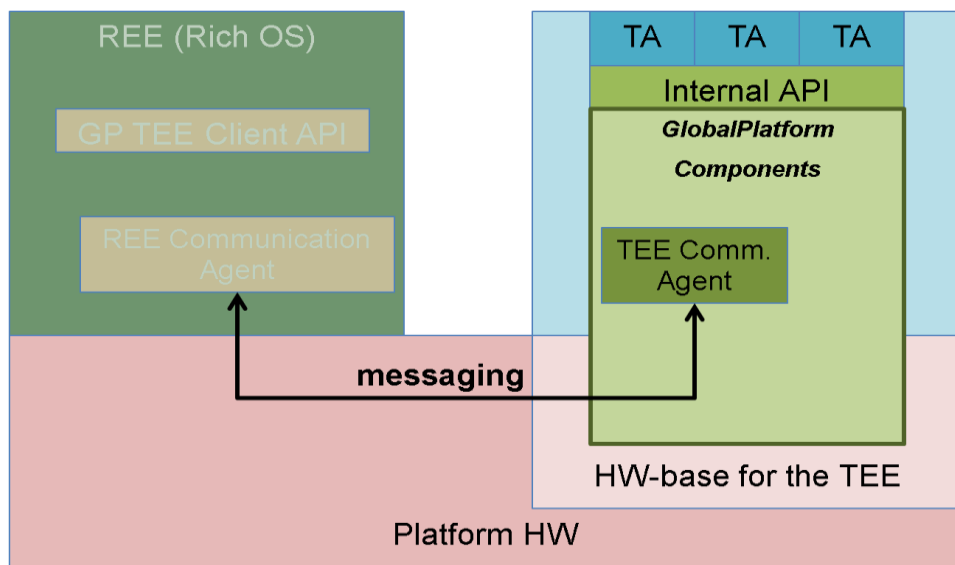 REE (Rich OS)
GP TEE Client API
REE Communication
Agent
TA TA TA
Internal API
GlobalPlatform
Components
TEE Comm.
Agent
messaging
HW-base for the TEE
Platform HW